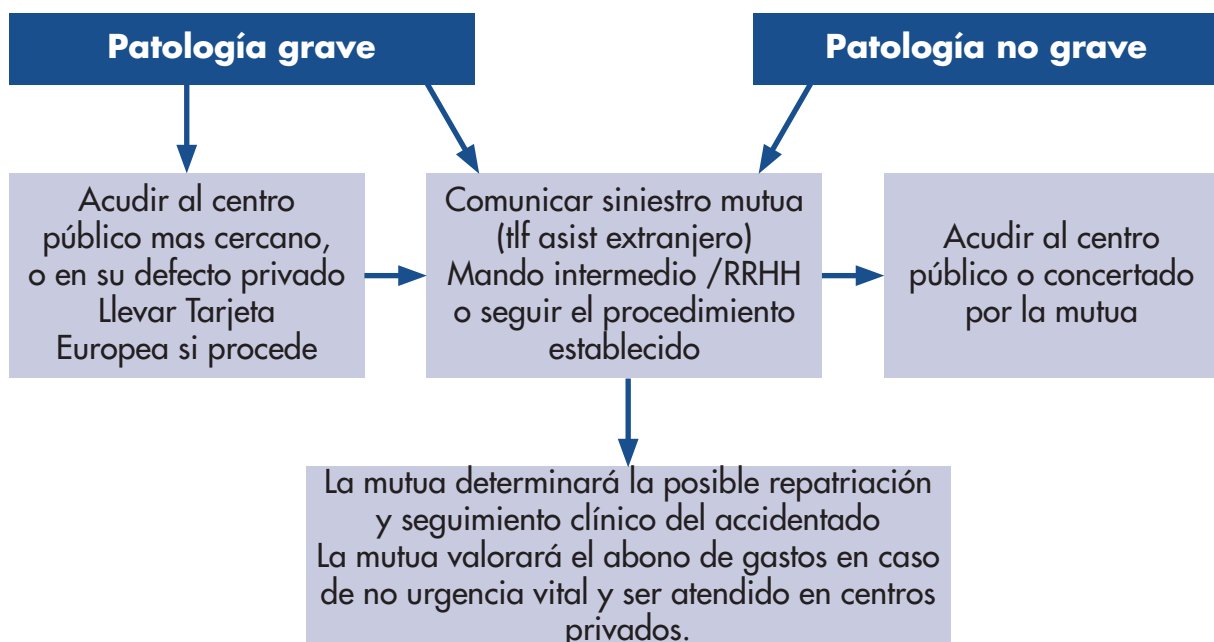 Patología grave
Patología no grave
Acudir al centro
público mas cercano,
o en su defecto privado
Llevar Tarjeta
Europea si procede
Comunicar siniestro mutua
(tlf asist extranjero)
Mando intermedio /RRHH
o seguir el procedimiento
establecido
Acudir al centro
público o concertado
por la mutua
La mutua determinará la posible repatriación
y seguimiento clínico del accidentado
La mutua valorará el abono de gastos en caso
de no urgencia vital y ser atendido en centros
privados.